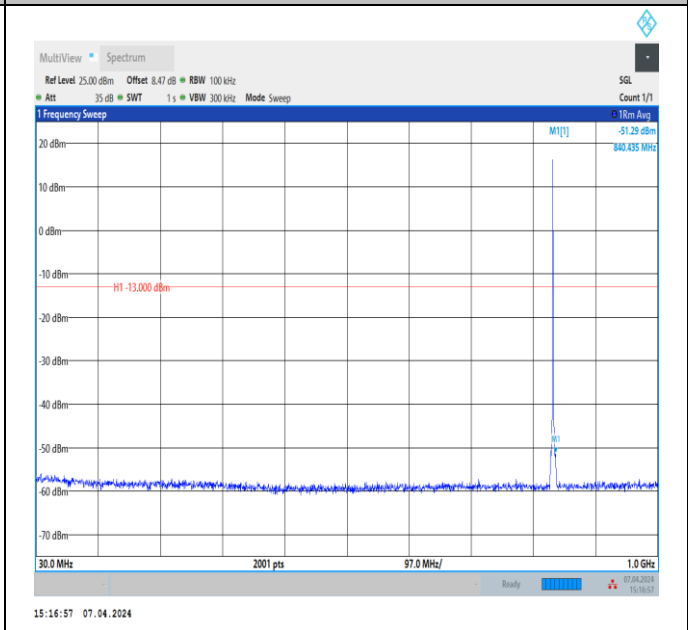 MultiView Spectrum
Ref Level 25.00 dBm Offset 8.47 dB RBW 100 kHz SGL
Att 35 dB SWT 1 s VBW 300 kHz Mode Sweep Count 1/1
1 Frequency Sweep 1Rm Avg
M1[1] -51.29 dBm
840.435 MHz
20 dBm
10 dBm
0 dBm
-10 dBm
H1 -13.000 dBm
-20 dBm
-30 dBm
-40 dBm
M1
-50 dBm
-60 dBm
-70 dBm
30.0 MHz 2001 pts 97.0 MHz/ 1.0 GHz
Ready 07.04.2024
15:16:57
15:16:57 07.04.2024